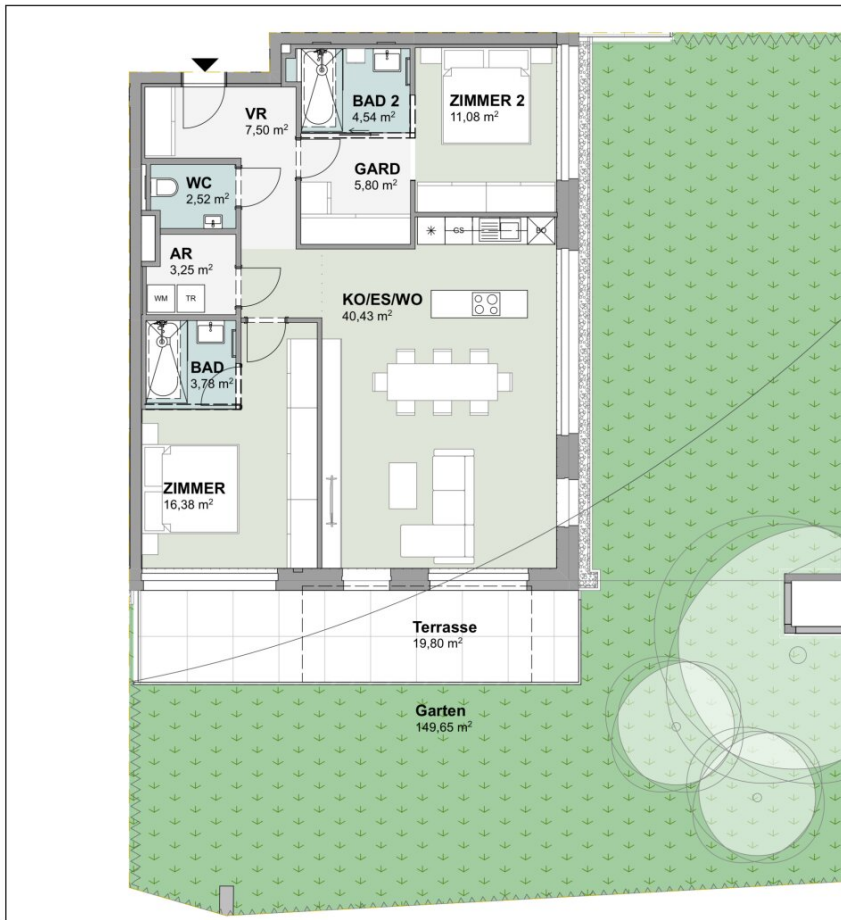 VR
7,50 m²
BAD 2
4,54 m²
ZIMMER 2
11,08 m²
GARD
5,80 m²
WC
2,52 m²
AR
3,25 m²
WM TR
GS
BO
KO/ES/WO
40,43 m²
BAD
3,78 m²
ZIMMER
16,38 m²
Terrasse
19,80 m²
Garten
149,65 m²